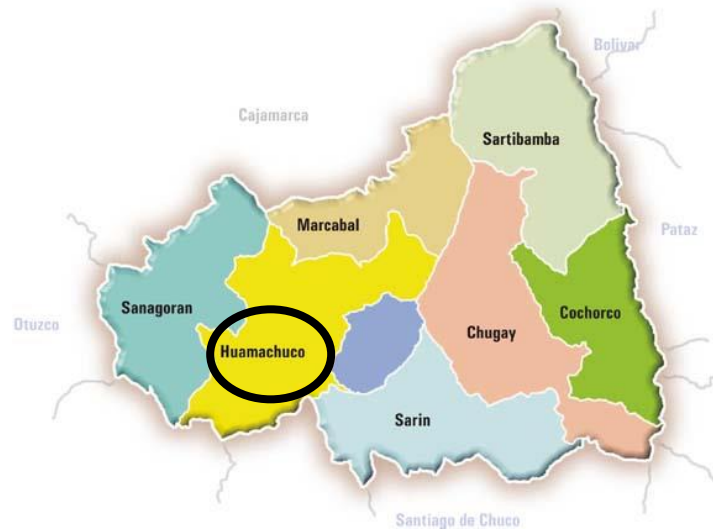 Bolivar
Cajamarca
Sartibamba
Marcabal
Pataz
Sanagoran
Cochorco
Otuzco
Chugay
Huamachuco
Sarin
Santiago de Chuco